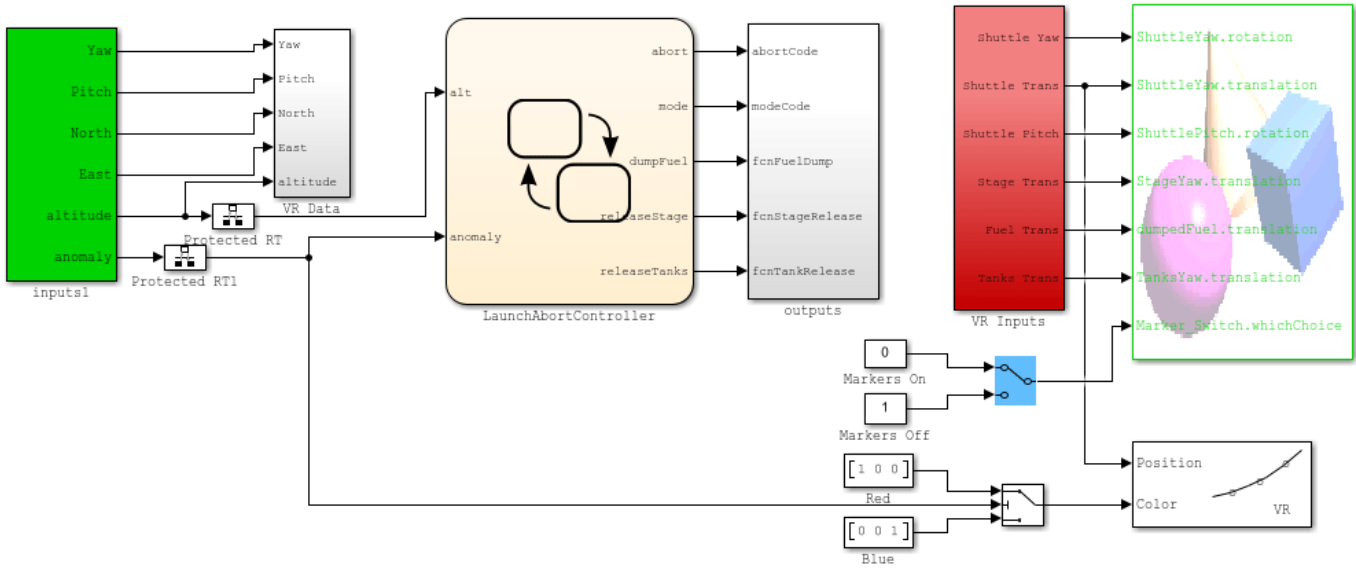 Yaw
Pitch
North
East
altitude
anomaly
inputs1
Yaw
Pitch
North
East
altitude
VR Data
Protected RT
Protected RT1
alt
anomaly
abort
mode
dumpFuel
releaseStage
releaseTanks
LaunchAbortController
abortCode
modeCode
fcnFuelDump
fcnStageRelease
fcnTankRelease
outputs
Shuttle Yaw
Shuttle Trans
Shuttle Pitch
Stage Trans
Fuel Trans
Tanks Trans
VR Inputs
ShuttleYaw.rotation
ShuttleYaw.translation
ShuttlePitch.rotation
StageYaw.translation
dumpedFuel.translation
TanksYaw.translation
Marker_Switch.whichChoice
0
Markers On
1
Markers Off
[1 0 0]
Red
[0 0 1]
Blue
Position
Color
VR